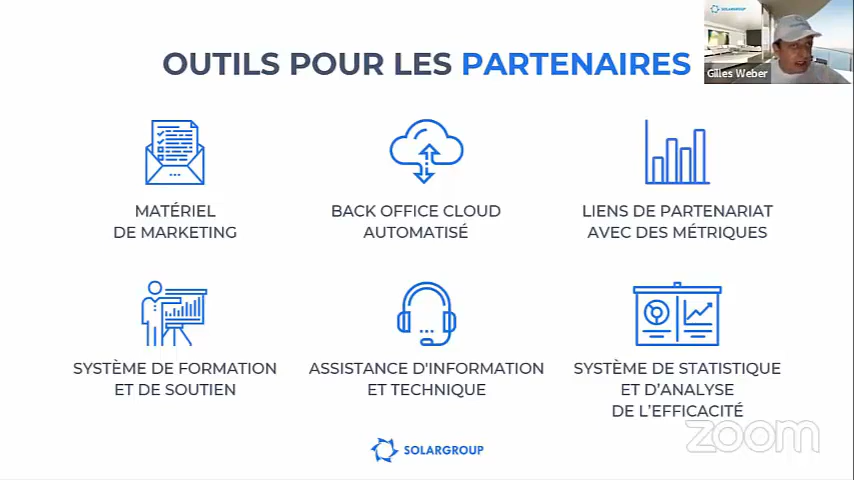 SOLARGROUP
Gilles Weber
OUTILS POUR LES PARTENAIRES
MATÉRIEL
DE MARKETING
BACK OFFICE CLOUD
AUTOMATISÉ
LIENS DE PARTENARIAT
AVEC DES MÉTRIQUES
SYSTÈME DE FORMATION
ET DE SOUTIEN
ASSISTANCE D'INFORMATION
ET TECHNIQUE
SYSTÈME DE STATISTIQUE
ET D'ANALYSE
DE L'EFFICACITÉ
SOLARGROUP
zoom